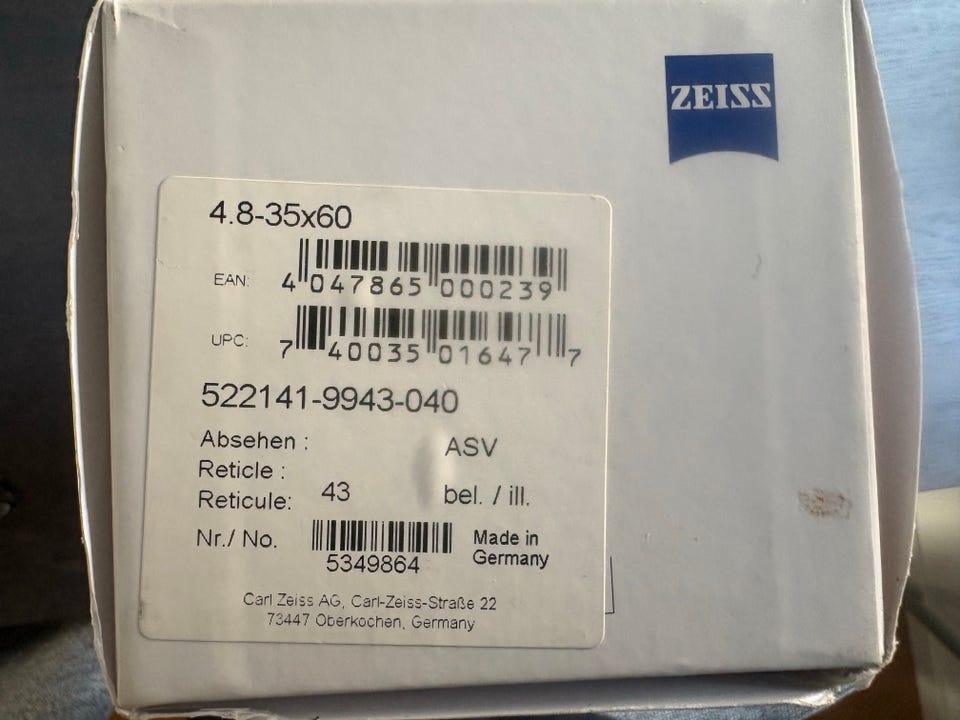 ZEISS
4.8-35x60
EAN: 4 047865 000239
UPC: 7 40035 01647 7
522141-9943-040
Absehen : ASV
Reticle :
Reticule: 43 bel. / ill.
Nr./ No. 5349864 Made in
Germany
Carl Zeiss AG, Carl-Zeiss-Straße 22
73447 Oberkochen, Germany